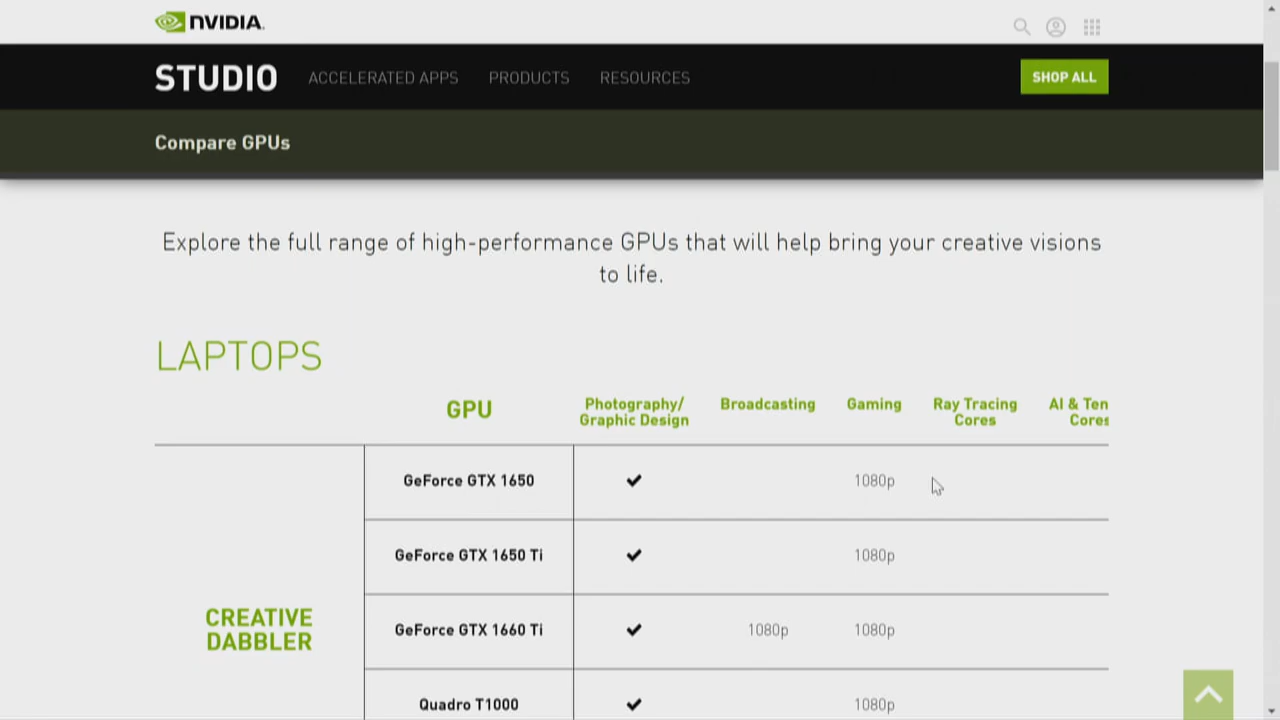 NVIDIA.
STUDIO ACCELERATED APPS PRODUCTS RESOURCES SHOP ALL
Compare GPUs
Explore the full range of high-performance GPUs that will help bring your creative visions
to life.
LAPTOPS
GPU Photography/ Broadcasting Gaming Ray Tracing AI & Ten
Graphic Design Cores Cores
GeForce GTX 1650 ✔ 1080p
GeForce GTX 1650 Ti ✔ 1080p
CREATIVE
DABBLER
GeForce GTX 1660 Ti ✔ 1080p 1080p
Quadro T1000 ✔ 1080p